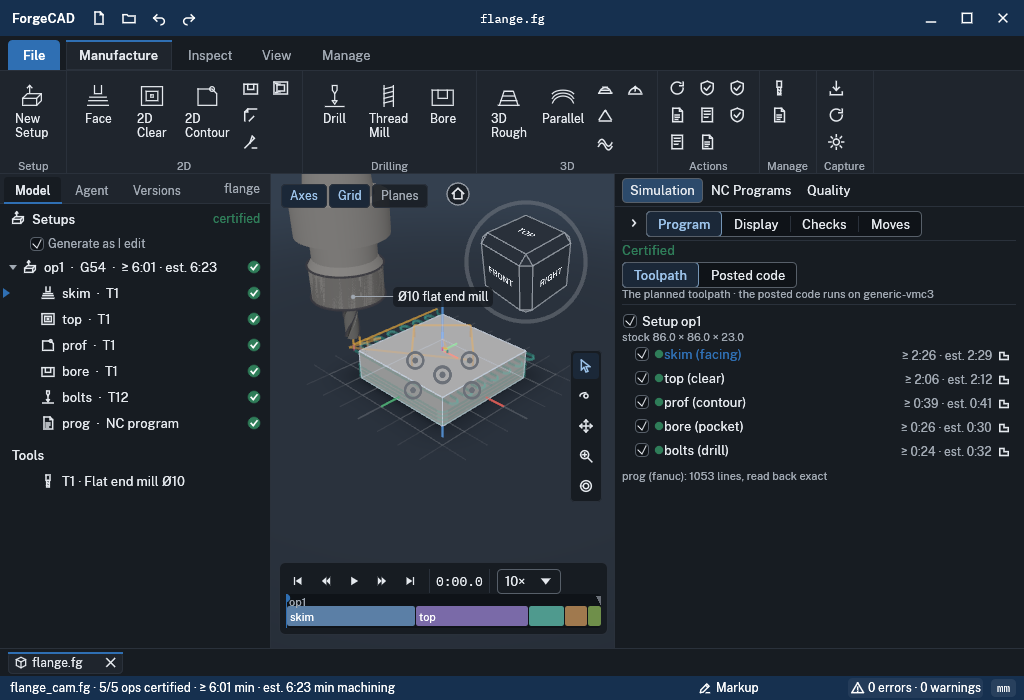 ForgeCAD
flange.fg
File Manufacture Inspect View Manage
New Setup
Face
2D Clear
2D Contour
Drill
Thread Mill
Bore
3D Rough
Parallel
Setup 2D Drilling 3D Actions Manage Capture
Model Agent Versions flange
Setups certified
Generate as I edit
op1 · G54 · ≥ 6:01 · est. 6:23
skim · T1
top · T1
prof · T1
bore · T1
bolts · T12
prog · NC program
Tools
T1 · Flat end mill Ø10
Axes Grid Planes
TOP
FRONT
RIGHT
Ø10 flat end mill
0:00.0 10×
op1
skim top
Simulation NC Programs Quality
Program Display Checks Moves
Certified
Toolpath Posted code
The planned toolpath · the posted code runs on generic-vmc3
Setup op1
stock 86.0 × 86.0 × 23.0
skim (facing) ≥ 2:26 · est. 2:29
top (clear) ≥ 2:06 · est. 2:12
prof (contour) ≥ 0:39 · est. 0:41
bore (pocket) ≥ 0:26 · est. 0:30
bolts (drill) ≥ 0:24 · est. 0:32
prog (fanuc): 1053 lines, read back exact
flange.fg
flange_cam.fg · 5/5 ops certified · ≥ 6:01 min · est. 6:23 min machining
Markup
0 errors · 0 warnings mm